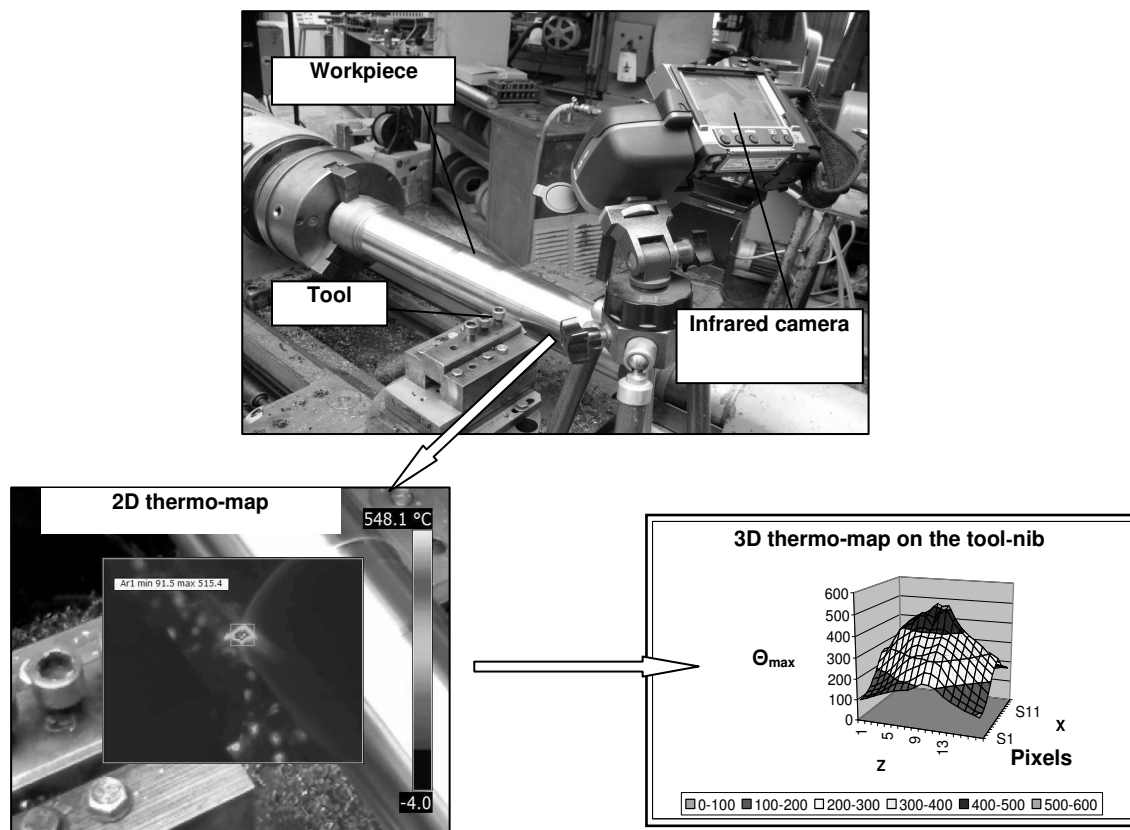 Workpiece
Tool
Infrared camera
2D thermo-map
548.1 °C
Ar1 min 91.5 max 515.4
-4.0
3D thermo-map on the tool-nib
600
500
400
300
200
100
0
Θmax
1
5
9
13
Z
S1
S11
X
Pixels
0-100 100-200 200-300 300-400 400-500 500-600